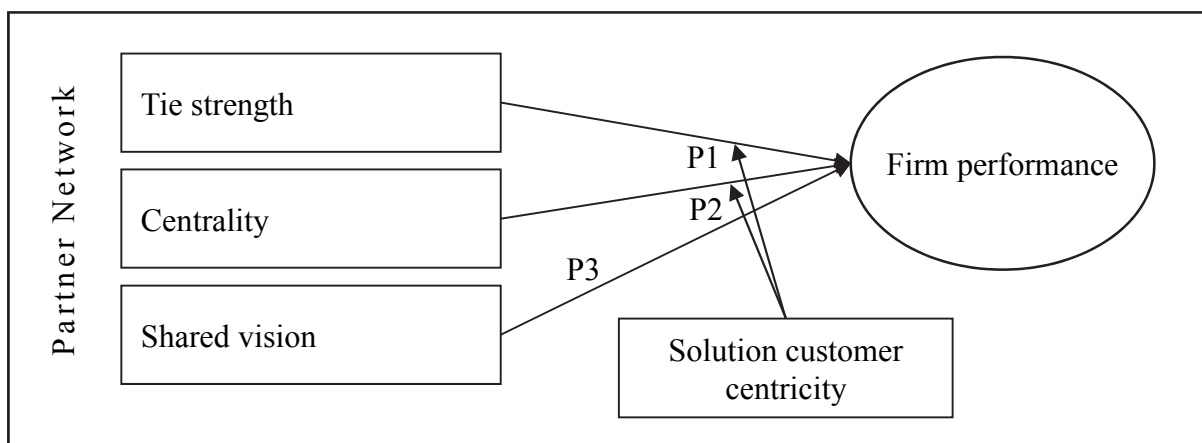 Partner Network
Tie strength
Centrality
Shared vision
P1
P2
P3
Firm performance
Solution customer
centricity